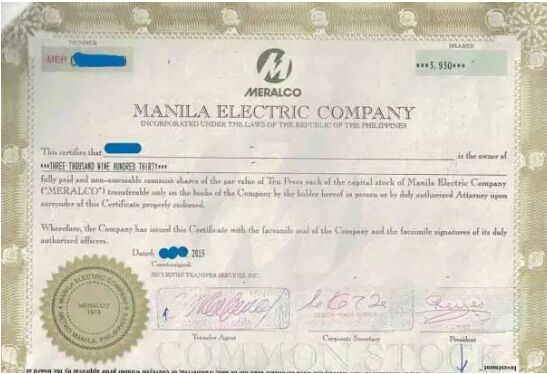 NUMBER
SHARES
MER
***3,930***
MERALCO
MANILA ELECTRIC COMPANY
INCORPORATED UNDER THE LAWS OF THE REPUBLIC OF THE PHILIPPINES
This certifies that
is the owner of
***THREE THOUSAND NINE HUNDRED THIRTY***
fully paid and non-assessable common shares of the par value of Ten Pesos each of the capital stock of Manila Electric Company
("MERALCO") transferable only on the books of the Company by the holder hereof in person or by duly authorized Attorney upon
surrender of this Certificate properly endorsed.
Wherefore, the Company has issued this Certificate with the facsimile seal of the Company and the facsimile signatures of its duly
authorized officers.
Dated: 2015
Countersigned:
SECURITIES TRANSFER SERVICES, INC.
MANILA ELECTRIC COMPANY
MERALCO
1919
METRO MANILA, PHILIPPINES
Transfer Agent
Corporate Secretary
President
COMMON STOCK